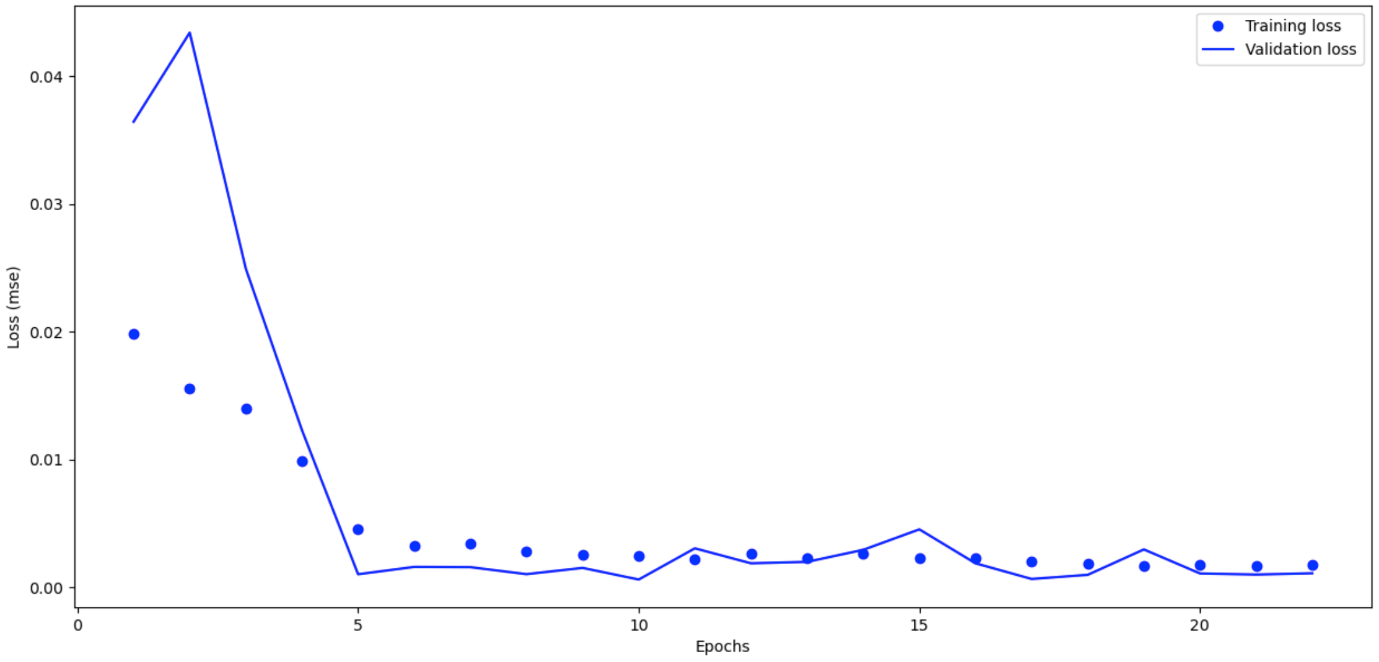 Training loss
Validation loss
0.04
0.03
0.02
0.01
0.00
Loss (mse)
0 5 10 15 20
Epochs